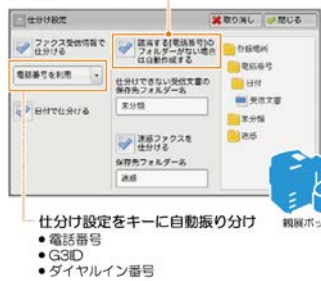 仕分け設定
取り消し
閉じる
ファクス受信情報で
仕分ける
電話番号を利用
日付で仕分ける
該当する[電話番号]の
フォルダーがない場合
は自動作成する
仕分けできない受信文書の
保存先フォルダー名
未分類
迷惑ファクスを
仕分ける
保存先フォルダー名
迷惑
作成場所
電話番号
日付
受信文書
未分類
迷惑
親展ボッ
仕分け設定をキーに自動振り分け
● 電話番号
● G3ID
● ダイヤルイン番号